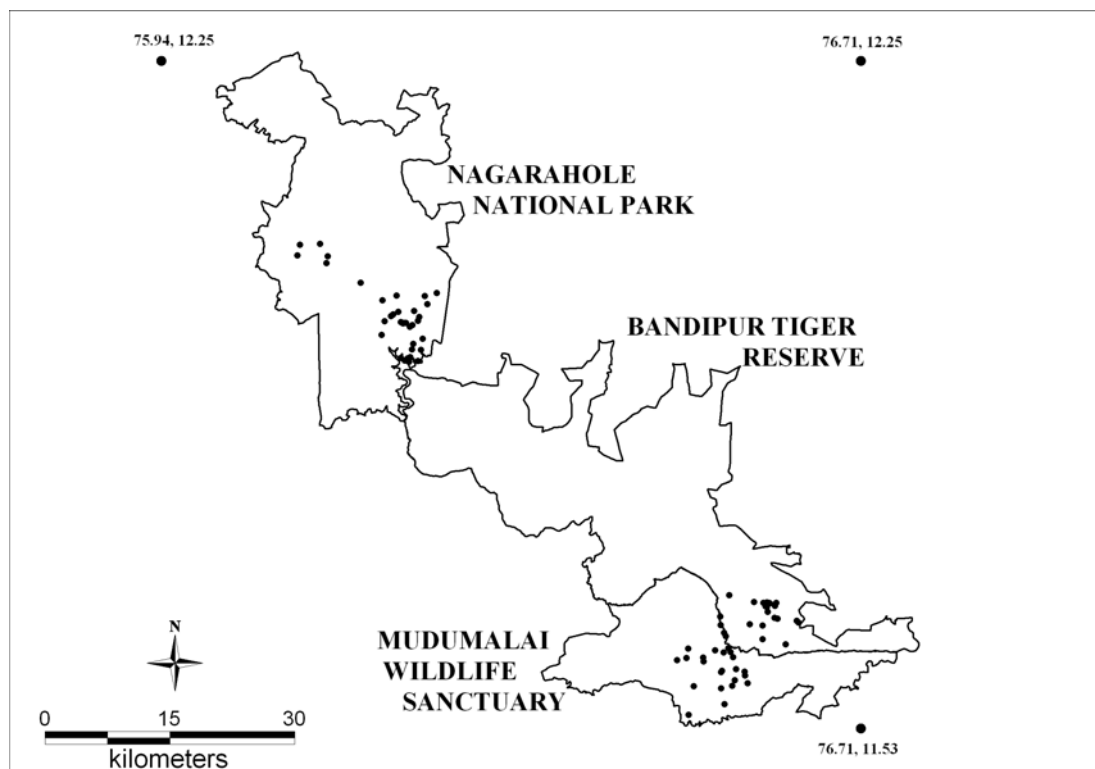 75.94, 12.25
76.71, 12.25
NAGARAHOLE
NATIONAL PARK
BANDIPUR TIGER
RESERVE
N
MUDUMALAI
WILDLIFE
SANCTUARY
0 15 30
kilometers
76.71, 11.53